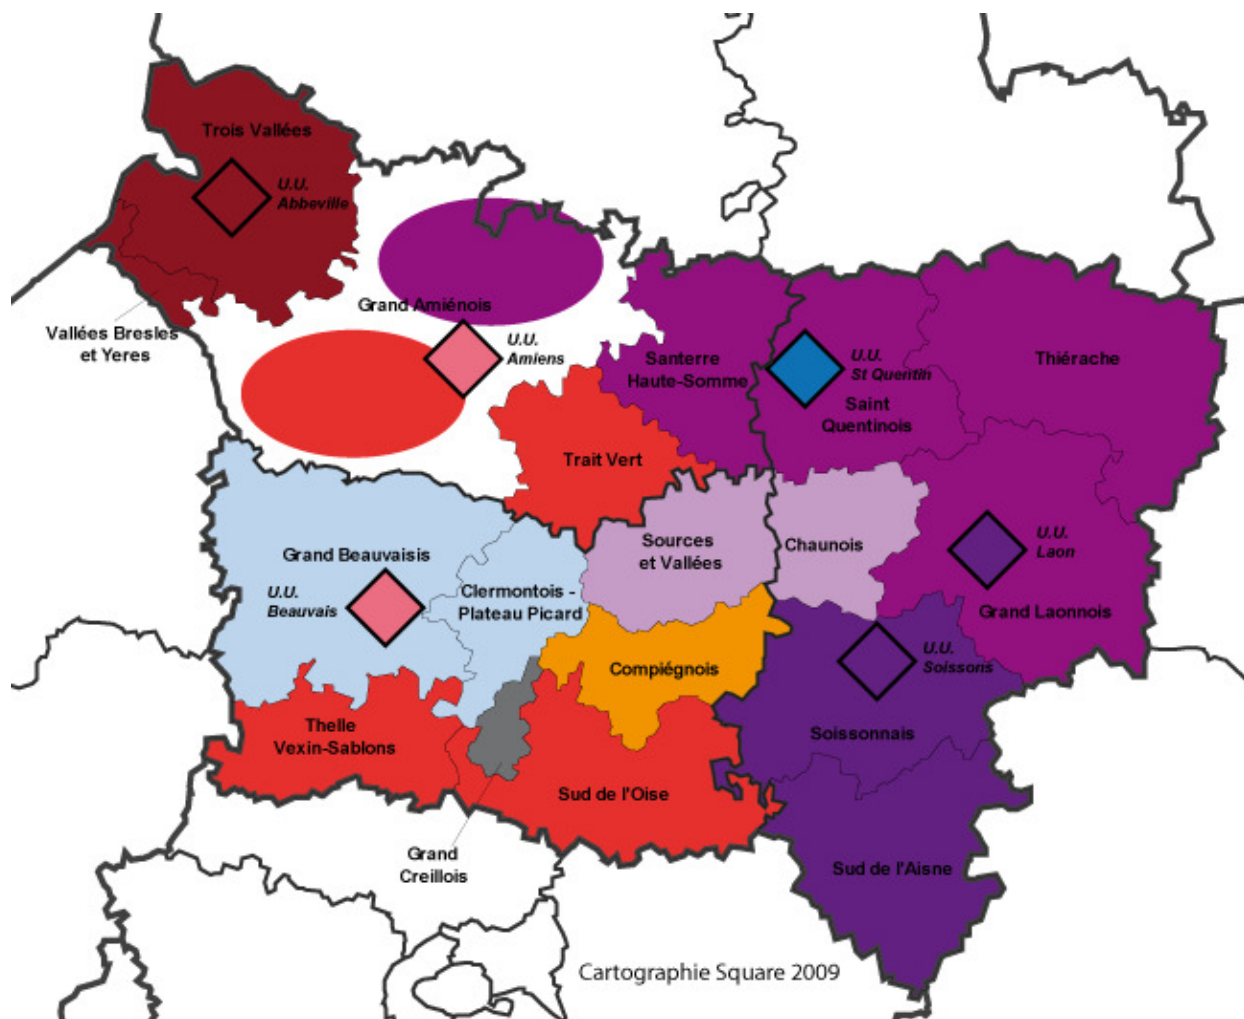 Trois Vallées
U.U.
Abbeville
Vallées Bresles
et Yeres
Grand Amiénois
U.U.
Amiens
Santerre
Haute-Somme
U.U.
St Quentin
Saint
Quentinois
Thiérache
Trait Vert
Grand Beauvaisis
U.U.
Beauvais
Clermontois -
Plateau Picard
Sources
et Vallées
Chaunois
U.U.
Laon
Grand Laonnois
Compiégnois
U.U.
Soissons
Soissonnais
Thelle
Vexin-Sablons
Sud de l'Oise
Grand
Creillois
Sud de l'Aisne
Cartographie Square 2009